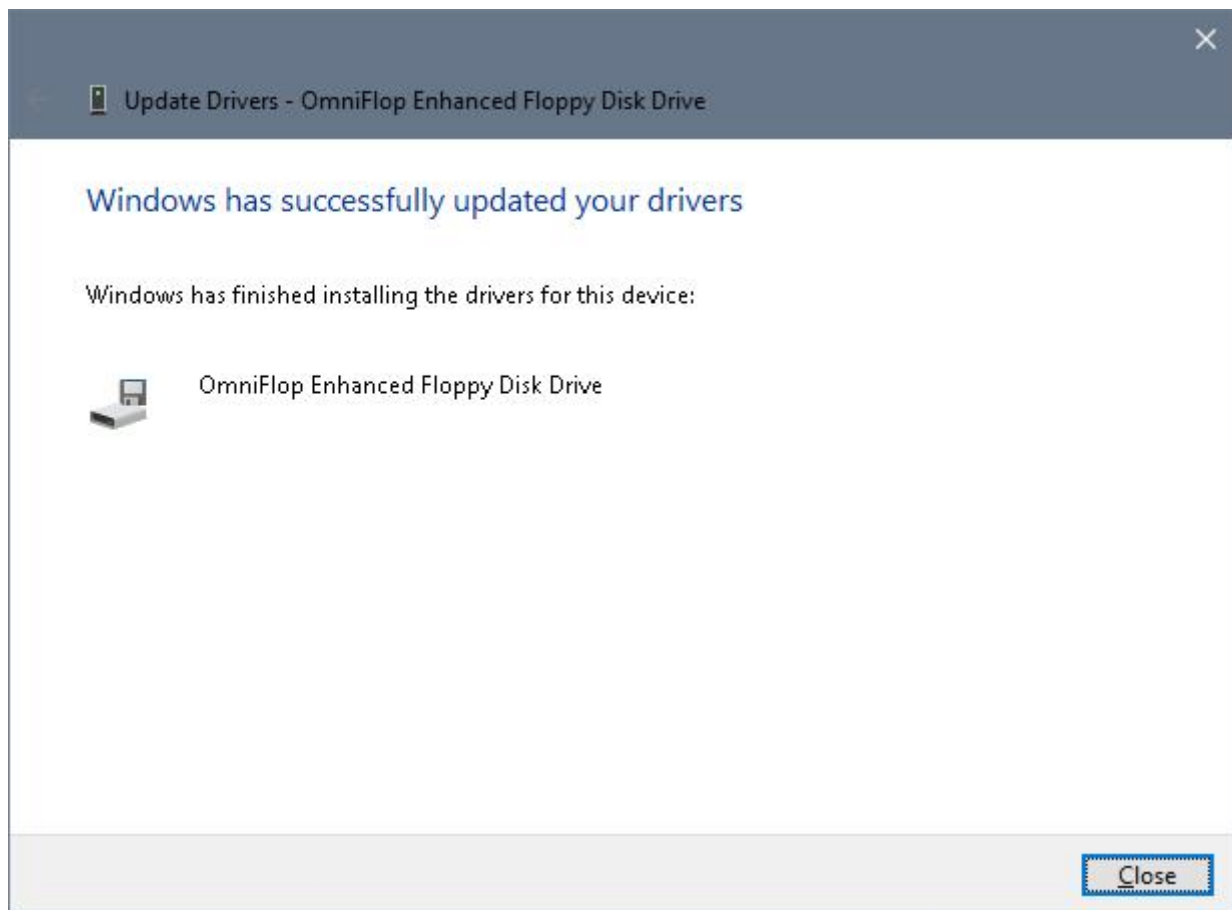 Update Drivers - OmniFlop Enhanced Floppy Disk Drive
Windows has successfully updated your drivers
Windows has finished installing the drivers for this device:
OmniFlop Enhanced Floppy Disk Drive
Close